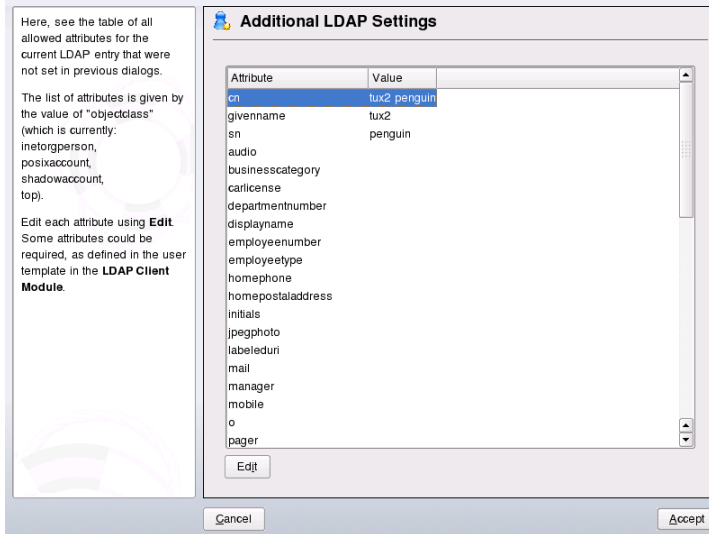 Here, see the table of all
allowed attributes for the
current LDAP entry that were
not set in previous dialogs.
The list of attributes is given by
the value of "objectclass"
(which is currently:
inetorgperson,
posixaccount,
shadowaccount,
top).
Edit each attribute using Edit.
Some attributes could be
required, as defined in the user
template in the LDAP Client
Module.
Additional LDAP Settings
Attribute Value
cn tux2 penguin
givenname tux2
sn penguin
audio
businesscategory
carlicense
departmentnumber
displayname
employeenumber
employeetype
homephone
homepostaladdress
initials
jpegphoto
labeleduri
mail
manager
mobile
o
pager
Edit
Cancel
Accept